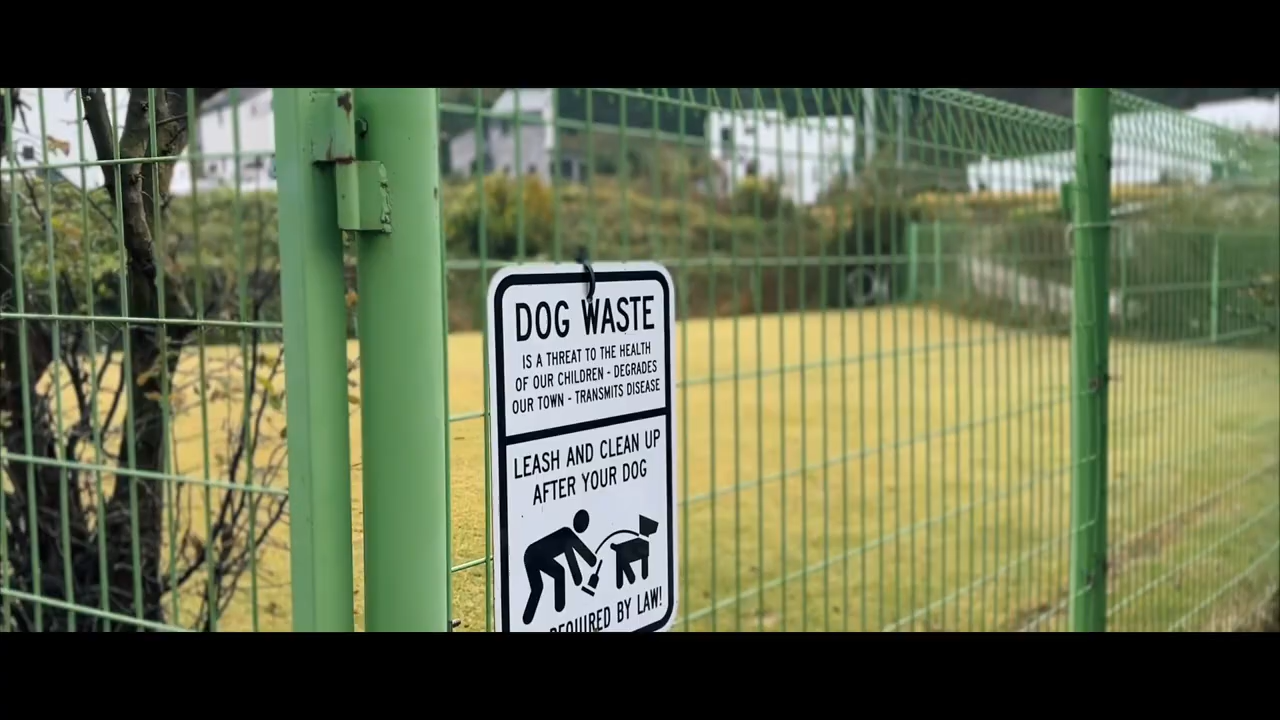 DOG WASTE
IS A THREAT TO THE HEALTH
OF OUR CHILDREN - DEGRADES
OUR TOWN - TRANSMITS DISEASE
LEASH AND CLEAN UP
AFTER YOUR DOG
REQUIRED BY LAW!